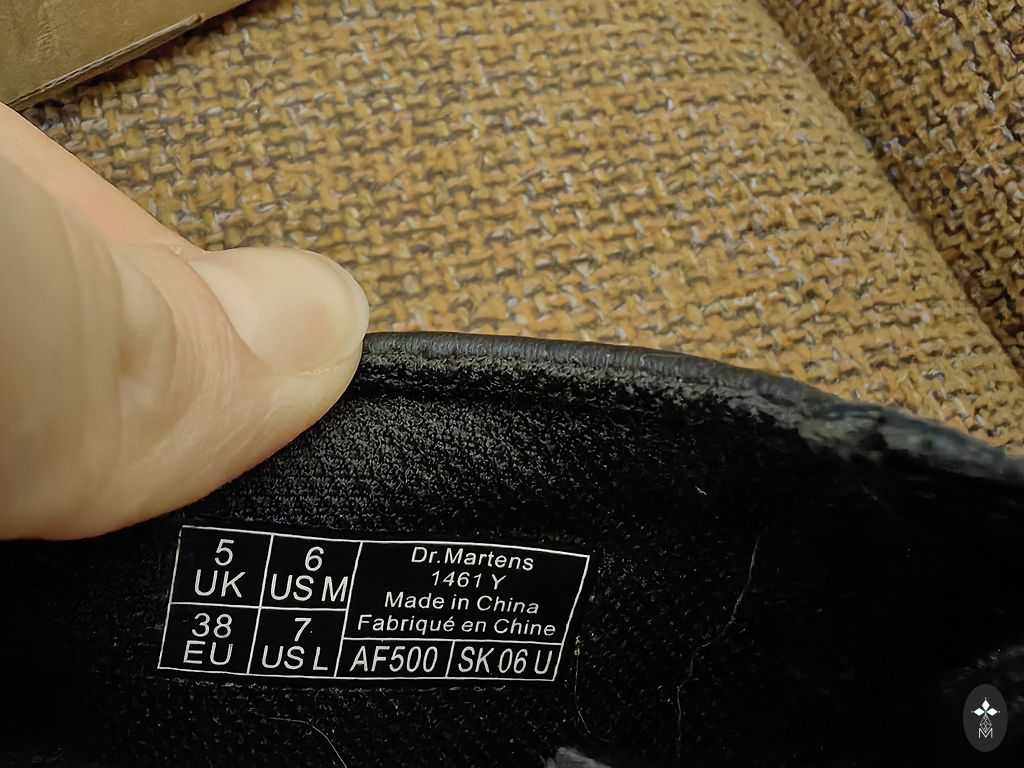 5
UK
6
US M
38
EU
7
US L
Dr.Martens
1461 Y
Made in China
Fabriqué en Chine
AF500
SK 06 U
M